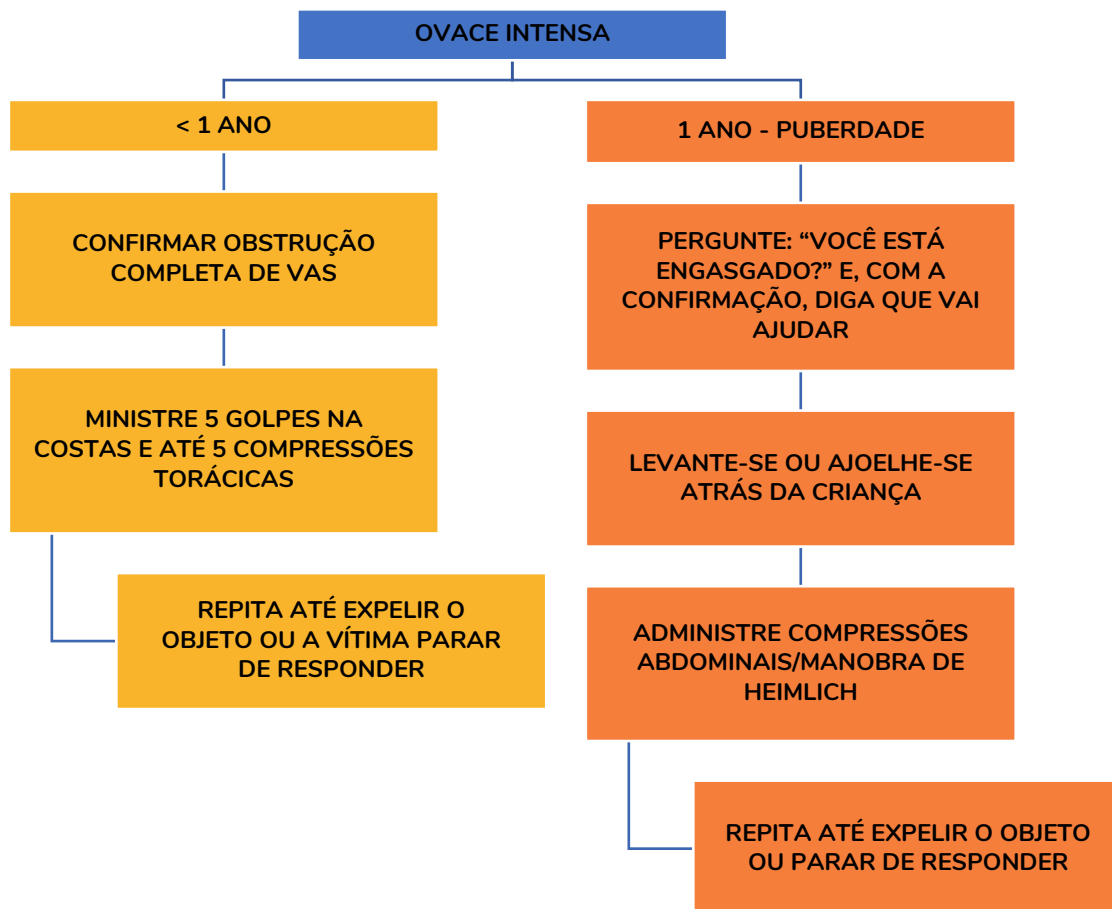 OVACE INTENSA
< 1 ANO
CONFIRMAR OBSTRUÇÃO
COMPLETA DE VAS
MINISTRE 5 GOLPES NA
COSTAS E ATÉ 5 COMPRESSÕES
TORÁCICAS
REPITA ATÉ EXPELIR O
OBJETO OU A VÍTIMA PARAR
DE RESPONDER
1 ANO - PUBERDADE
PERGUNTE: “VOCÊ ESTÁ
ENGASGADO?” E, COM A
CONFIRMAÇÃO, DIGA QUE VAI
AJUDAR
LEVANTE-SE OU AJOELHE-SE
ATRÁS DA CRIANÇA
ADMINISTRE COMPRESSÕES
ABDOMINAIS/MANOBRA DE
HEIMLICH
REPITA ATÉ EXPELIR O OBJETO
OU PARAR DE RESPONDER